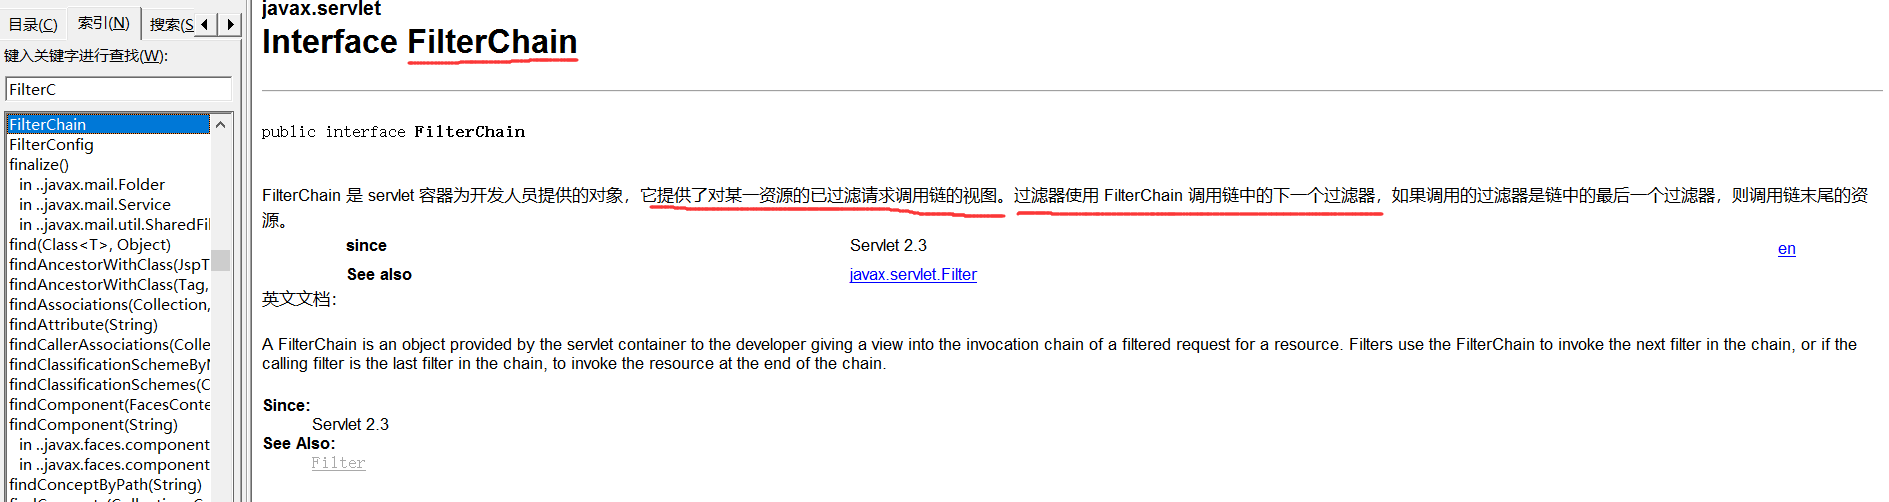 目录(C) 索引(N) 搜索(S
键入关键字进行查找(W):
FilterC
FilterChain
FilterConfig
finalize()
in ..javax.mail.Folder
in ..javax.mail.Service
in ..javax.mail.util.SharedFil
find(Class<T>, Object)
findAncestorWithClass(JspT
findAncestorWithClass(Tag,
findAssociations(Collection,
findAttribute(String)
findCallerAssociations(Colle
findClassificationSchemeByN
findClassificationSchemes(C
findComponent(FacesConte
findComponent(String)
in ..javax.faces.component
in ..javax.faces.component
findConceptByPath(String)
javax.servlet
Interface FilterChain
public interface FilterChain
FilterChain 是 servlet 容器为开发人员提供的对象，它提供了对某一资源的已过滤请求调用链的视图。过滤器使用 FilterChain 调用链中的下一个过滤器，如果调用的过滤器是链中的最后一个过滤器，则调用链末尾的资
源。
since Servlet 2.3 en
See also javax.servlet.Filter
英文文档：
A FilterChain is an object provided by the servlet container to the developer giving a view into the invocation chain of a filtered request for a resource. Filters use the FilterChain to invoke the next filter in the chain, or if the
calling filter is the last filter in the chain, to invoke the resource at the end of the chain.
Since:
Servlet 2.3
See Also:
Filter